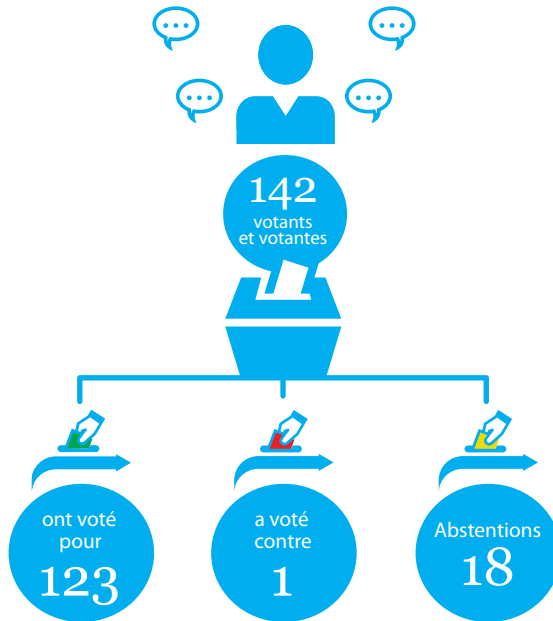 142
votants
et votantes
ont voté
pour
123
a voté
contre
1
Abstentions
18